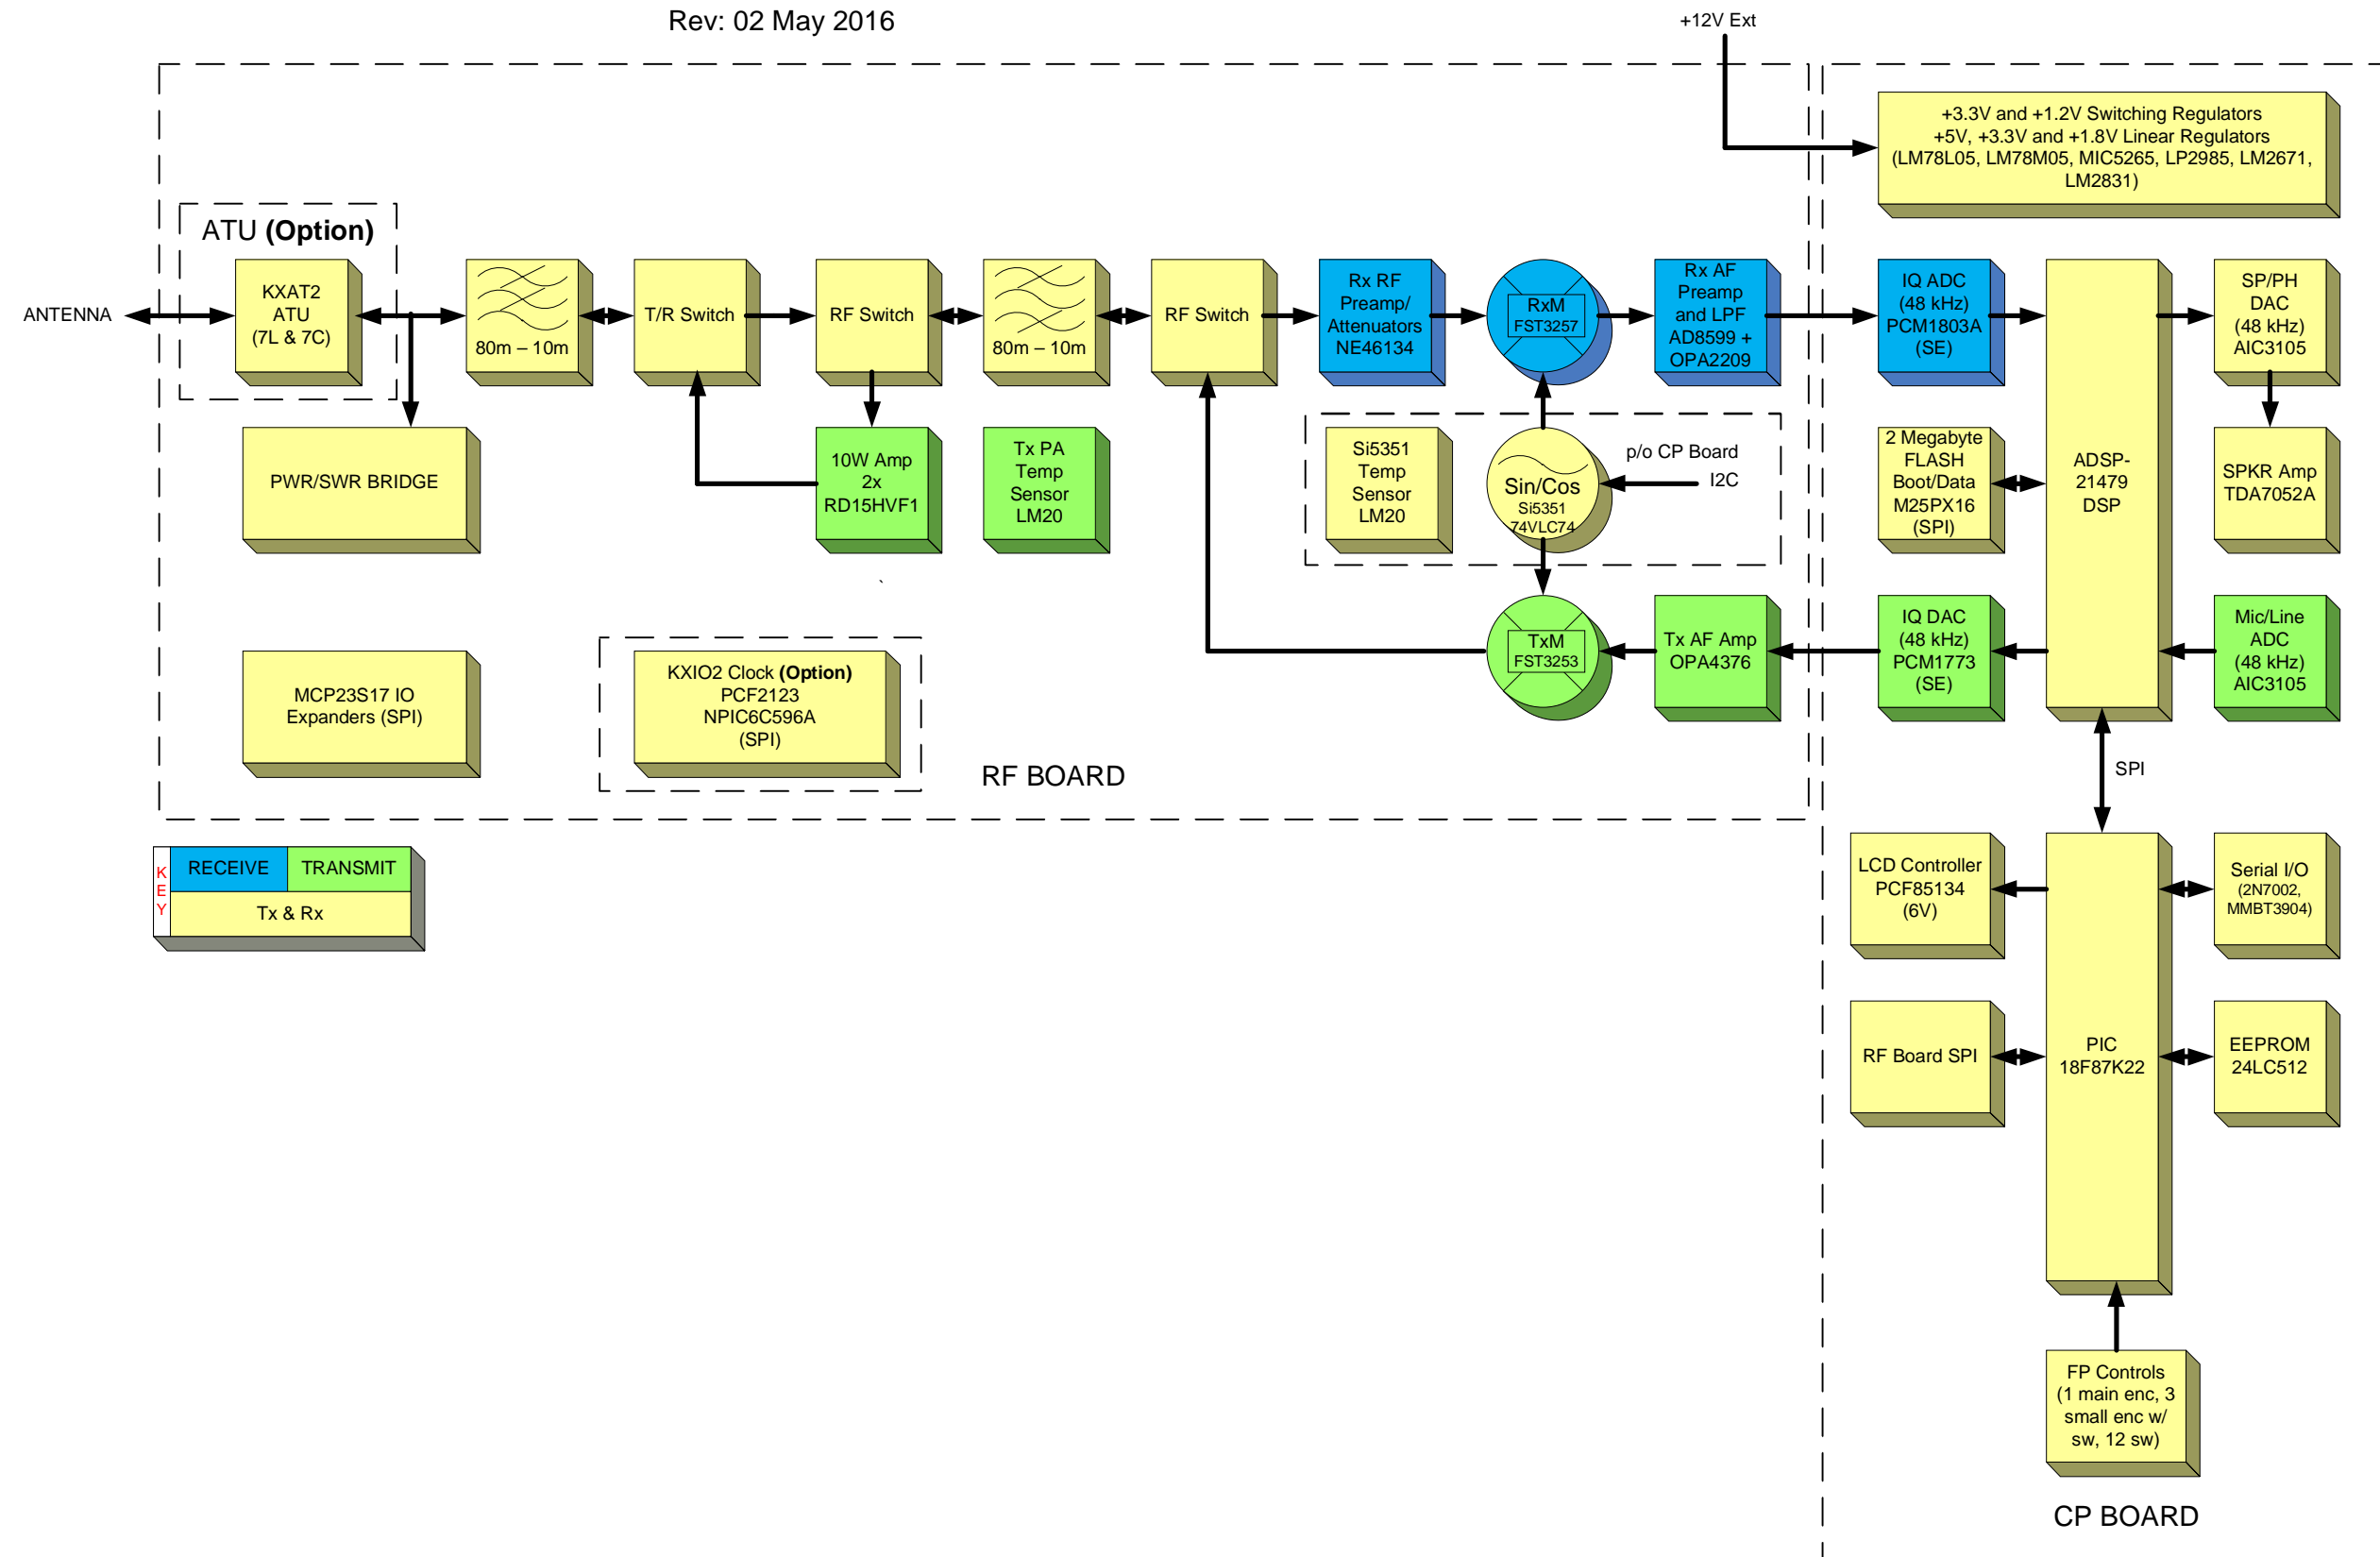 Rev: 02 May 2016
+12V Ext
+3.3V and +1.2V Switching Regulators
+5V, +3.3V and +1.8V Linear Regulators
(LM78L05, LM78M05, MIC5265, LP2985, LM2671,
LM2831)
ATU (Option)
ANTENNA
KXAT2
ATU
(7L & 7C)
80m – 10m
T/R Switch
RF Switch
80m – 10m
RF Switch
Rx RF
Preamp/
Attenuators
NE46134
RxM
FST3257
Rx AF
Preamp
and LPF
AD8599 +
OPA2209
IQ ADC
(48 kHz)
PCM1803A
(SE)
SP/PH
DAC
(48 kHz)
AIC3105
PWR/SWR BRIDGE
10W Amp
2x
RD15HVF1
Tx PA
Temp
Sensor
LM20
Si5351
Temp
Sensor
LM20
Sin/Cos
Si5351
74VLC74
p/o CP Board
I2C
2 Megabyte
FLASH
Boot/Data
M25PX16
(SPI)
ADSP-
21479
DSP
SPKR Amp
TDA7052A
MCP23S17 IO
Expanders (SPI)
KXIO2 Clock (Option)
PCF2123
NPIC6C596A
(SPI)
TxM
FST3253
Tx AF Amp
OPA4376
IQ DAC
(48 kHz)
PCM1773
(SE)
Mic/Line
ADC
(48 kHz)
AIC3105
RF BOARD
SPI
KEY
RECEIVE
TRANSMIT
Tx & Rx
LCD Controller
PCF85134
(6V)
Serial I/O
(2N7002,
MMBT3904)
RF Board SPI
PIC
18F87K22
EEPROM
24LC512
FP Controls
(1 main enc, 3
small enc w/
sw, 12 sw)
CP BOARD